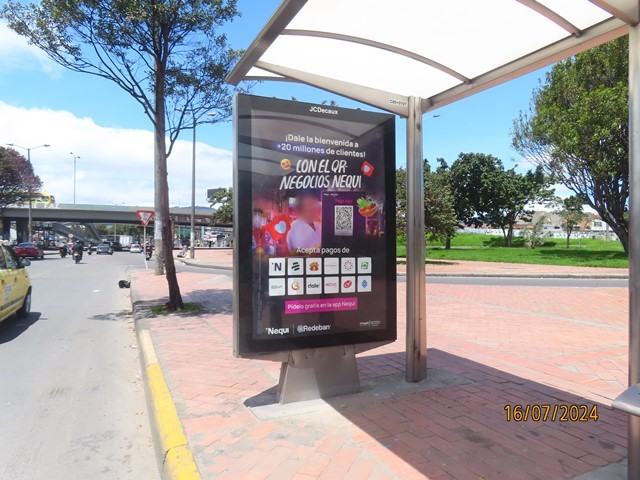 JCDecaux
¡Dale la bienvenida a
+20 millones de clientes!
CON EL QR
NEGOCIOS NEQUI
Acepta pagos de
N
dale!
Pídelo gratis en la app Nequi
Nequi
Redeban
16/07/2024